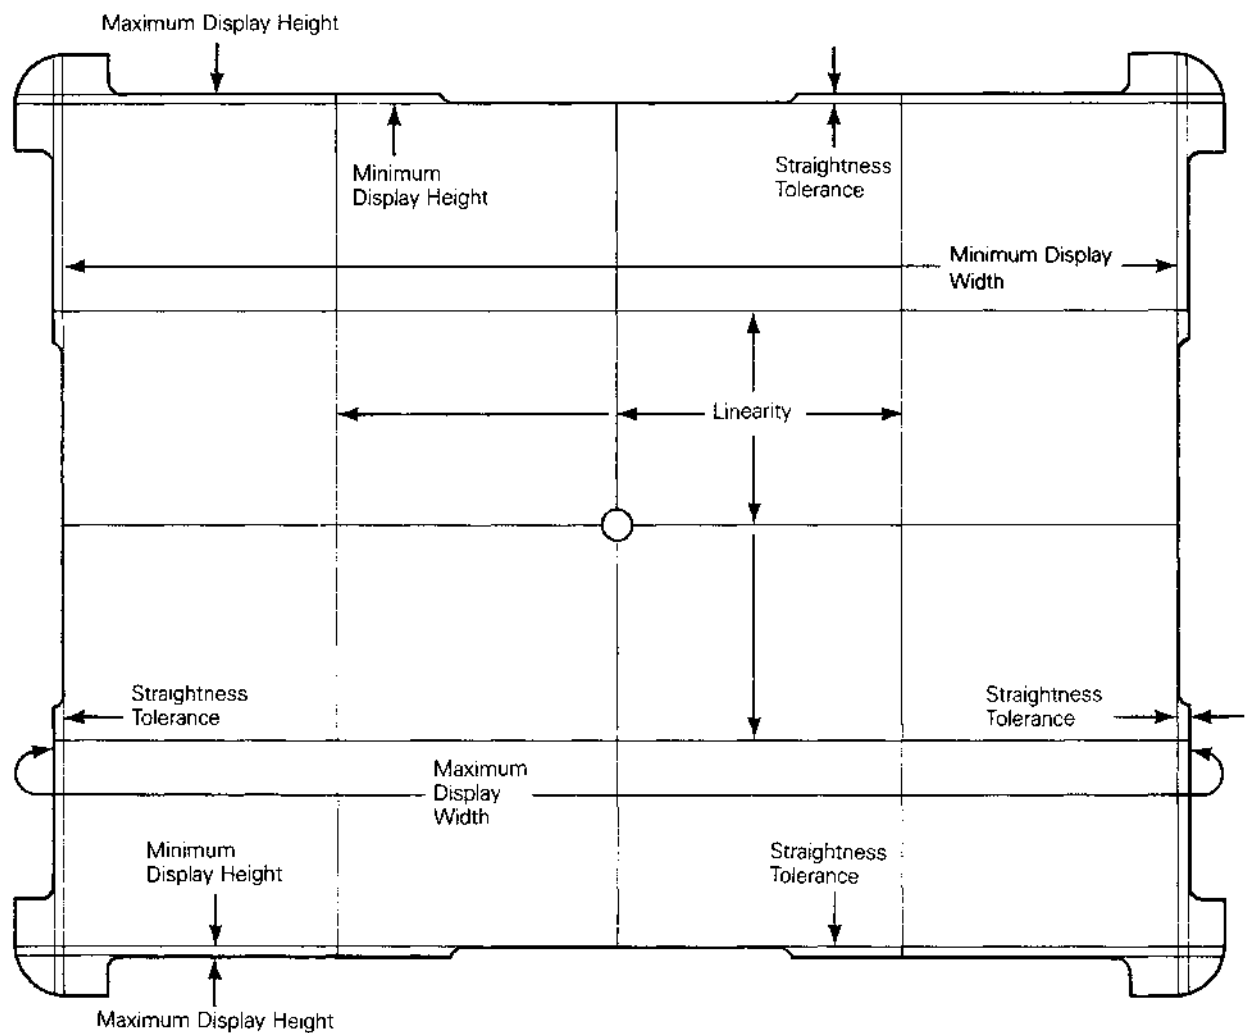 Maximum Display Height
Minimum
Display Height
Straightness
Tolerance
Minimum Display
Width
Linearity
Straightness
Tolerance
Straightness
Tolerance
Maximum
Display
Width
Minimum
Display Height
Straightness
Tolerance
Maximum Display Height